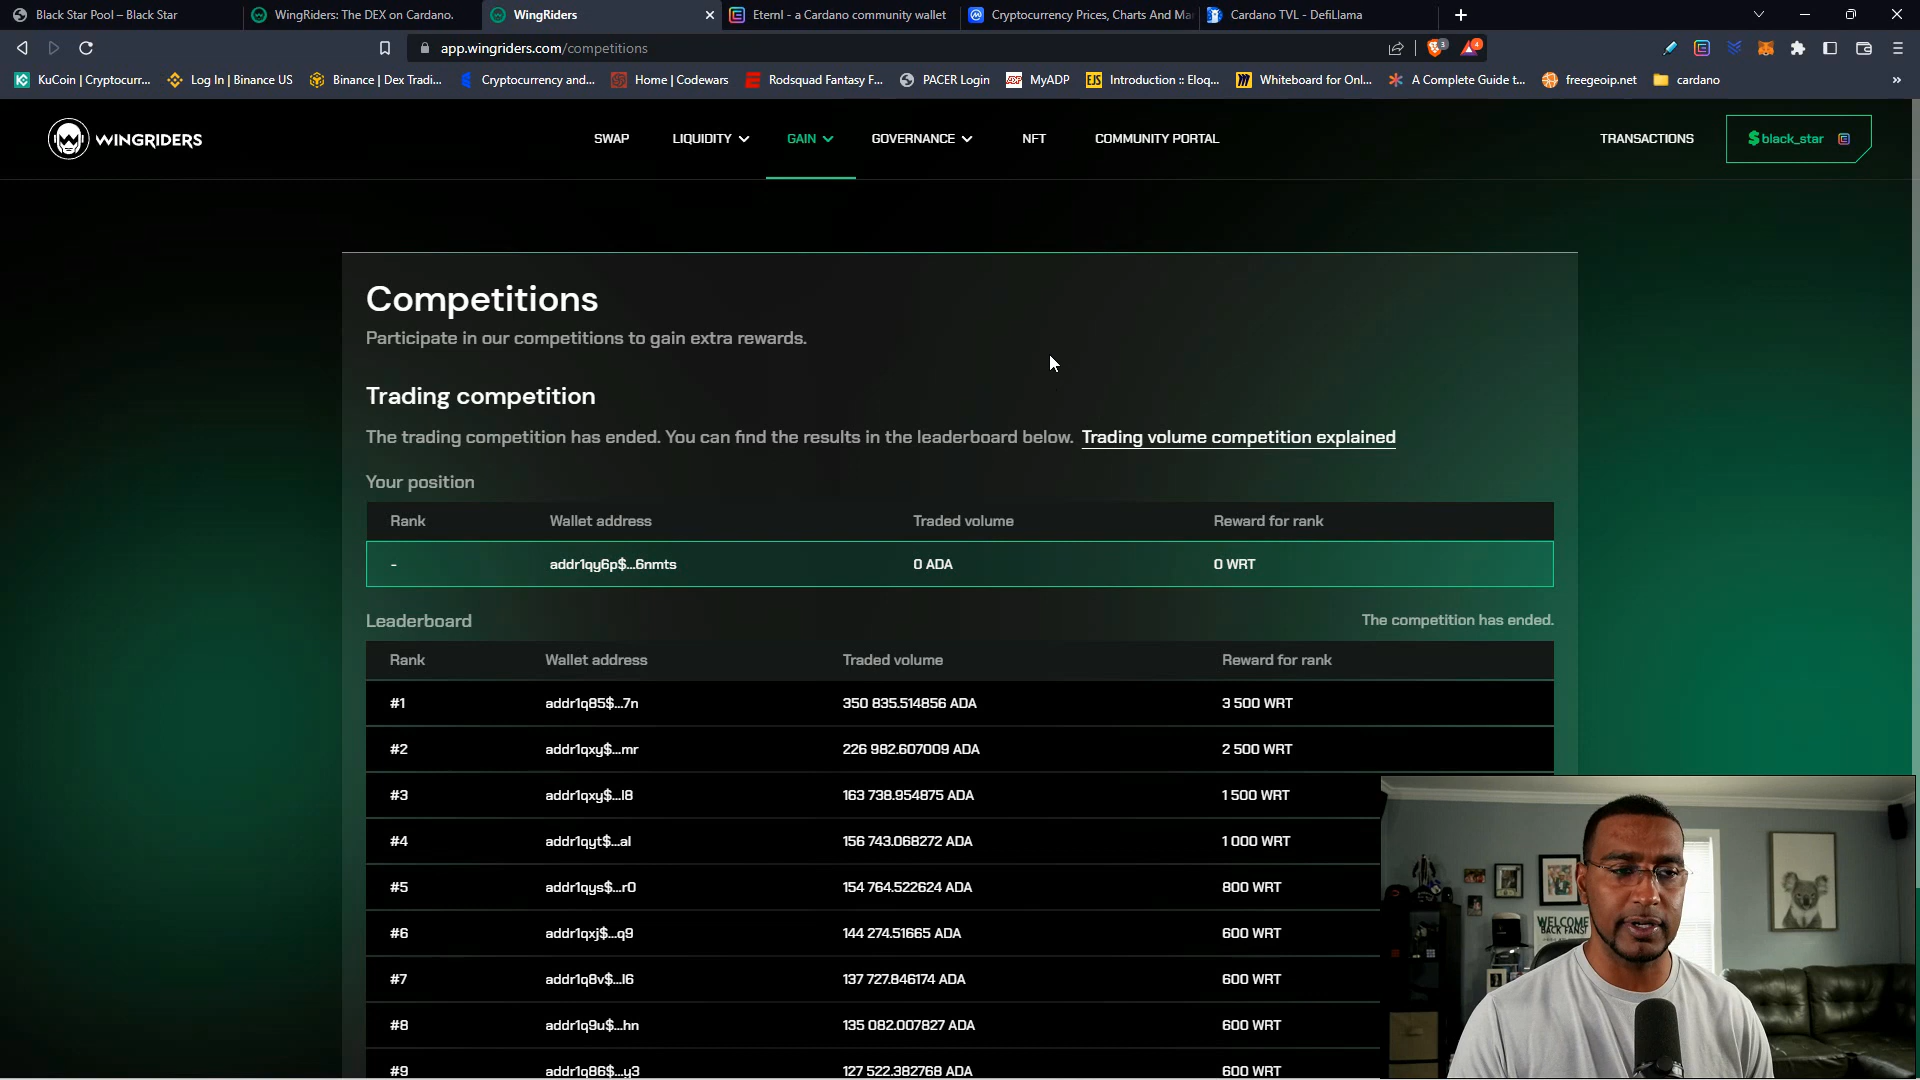 Black Star Pool – Black Star
WingRiders: The DEX on Cardano.
WingRiders
Eternl - a Cardano community wallet
Cryptocurrency Prices, Charts And Mar
Cardano TVL - DefiLlama
app.wingriders.com/competitions
3
4
KuCoin | Cryptocurr...
Log In | Binance US
Binance | Dex Tradi...
Cryptocurrency and...
Home | Codewars
Rodsquad Fantasy F...
PACER Login
MyADP
Introduction :: Eloq...
Whiteboard for Onl...
A Complete Guide t...
freegeoip.net
cardano
WINGRIDERS
SWAP
LIQUIDITY
GAIN
GOVERNANCE
NFT
COMMUNITY PORTAL
TRANSACTIONS
$black_star
Competitions
Participate in our competitions to gain extra rewards.
Trading competition
The trading competition has ended. You can find the results in the leaderboard below. Trading volume competition explained
Your position
Rank Wallet address Traded volume Reward for rank
- addr1qy6p$...6nmts 0 ADA 0 WRT
Leaderboard The competition has ended.
Rank Wallet address Traded volume Reward for rank
#1 addr1q85$...7n 350 835.514856 ADA 3 500 WRT
#2 addr1qxy$...mr 226 982.607009 ADA 2 500 WRT
#3 addr1qxy$...l8 163 738.954875 ADA 1 500 WRT
#4 addr1qyt$...al 156 743.068272 ADA 1 000 WRT
#5 addr1qys$...r0 154 764.522624 ADA 800 WRT
#6 addr1qxj$...q9 144 274.51665 ADA 600 WRT
#7 addr1q8v$...l6 137 727.846174 ADA 600 WRT
#8 addr1q9u$...hn 135 082.007827 ADA 600 WRT
#9 addr1q86$...y3 127 522.382768 ADA 600 WRT
WELCOME
BACK FANS!